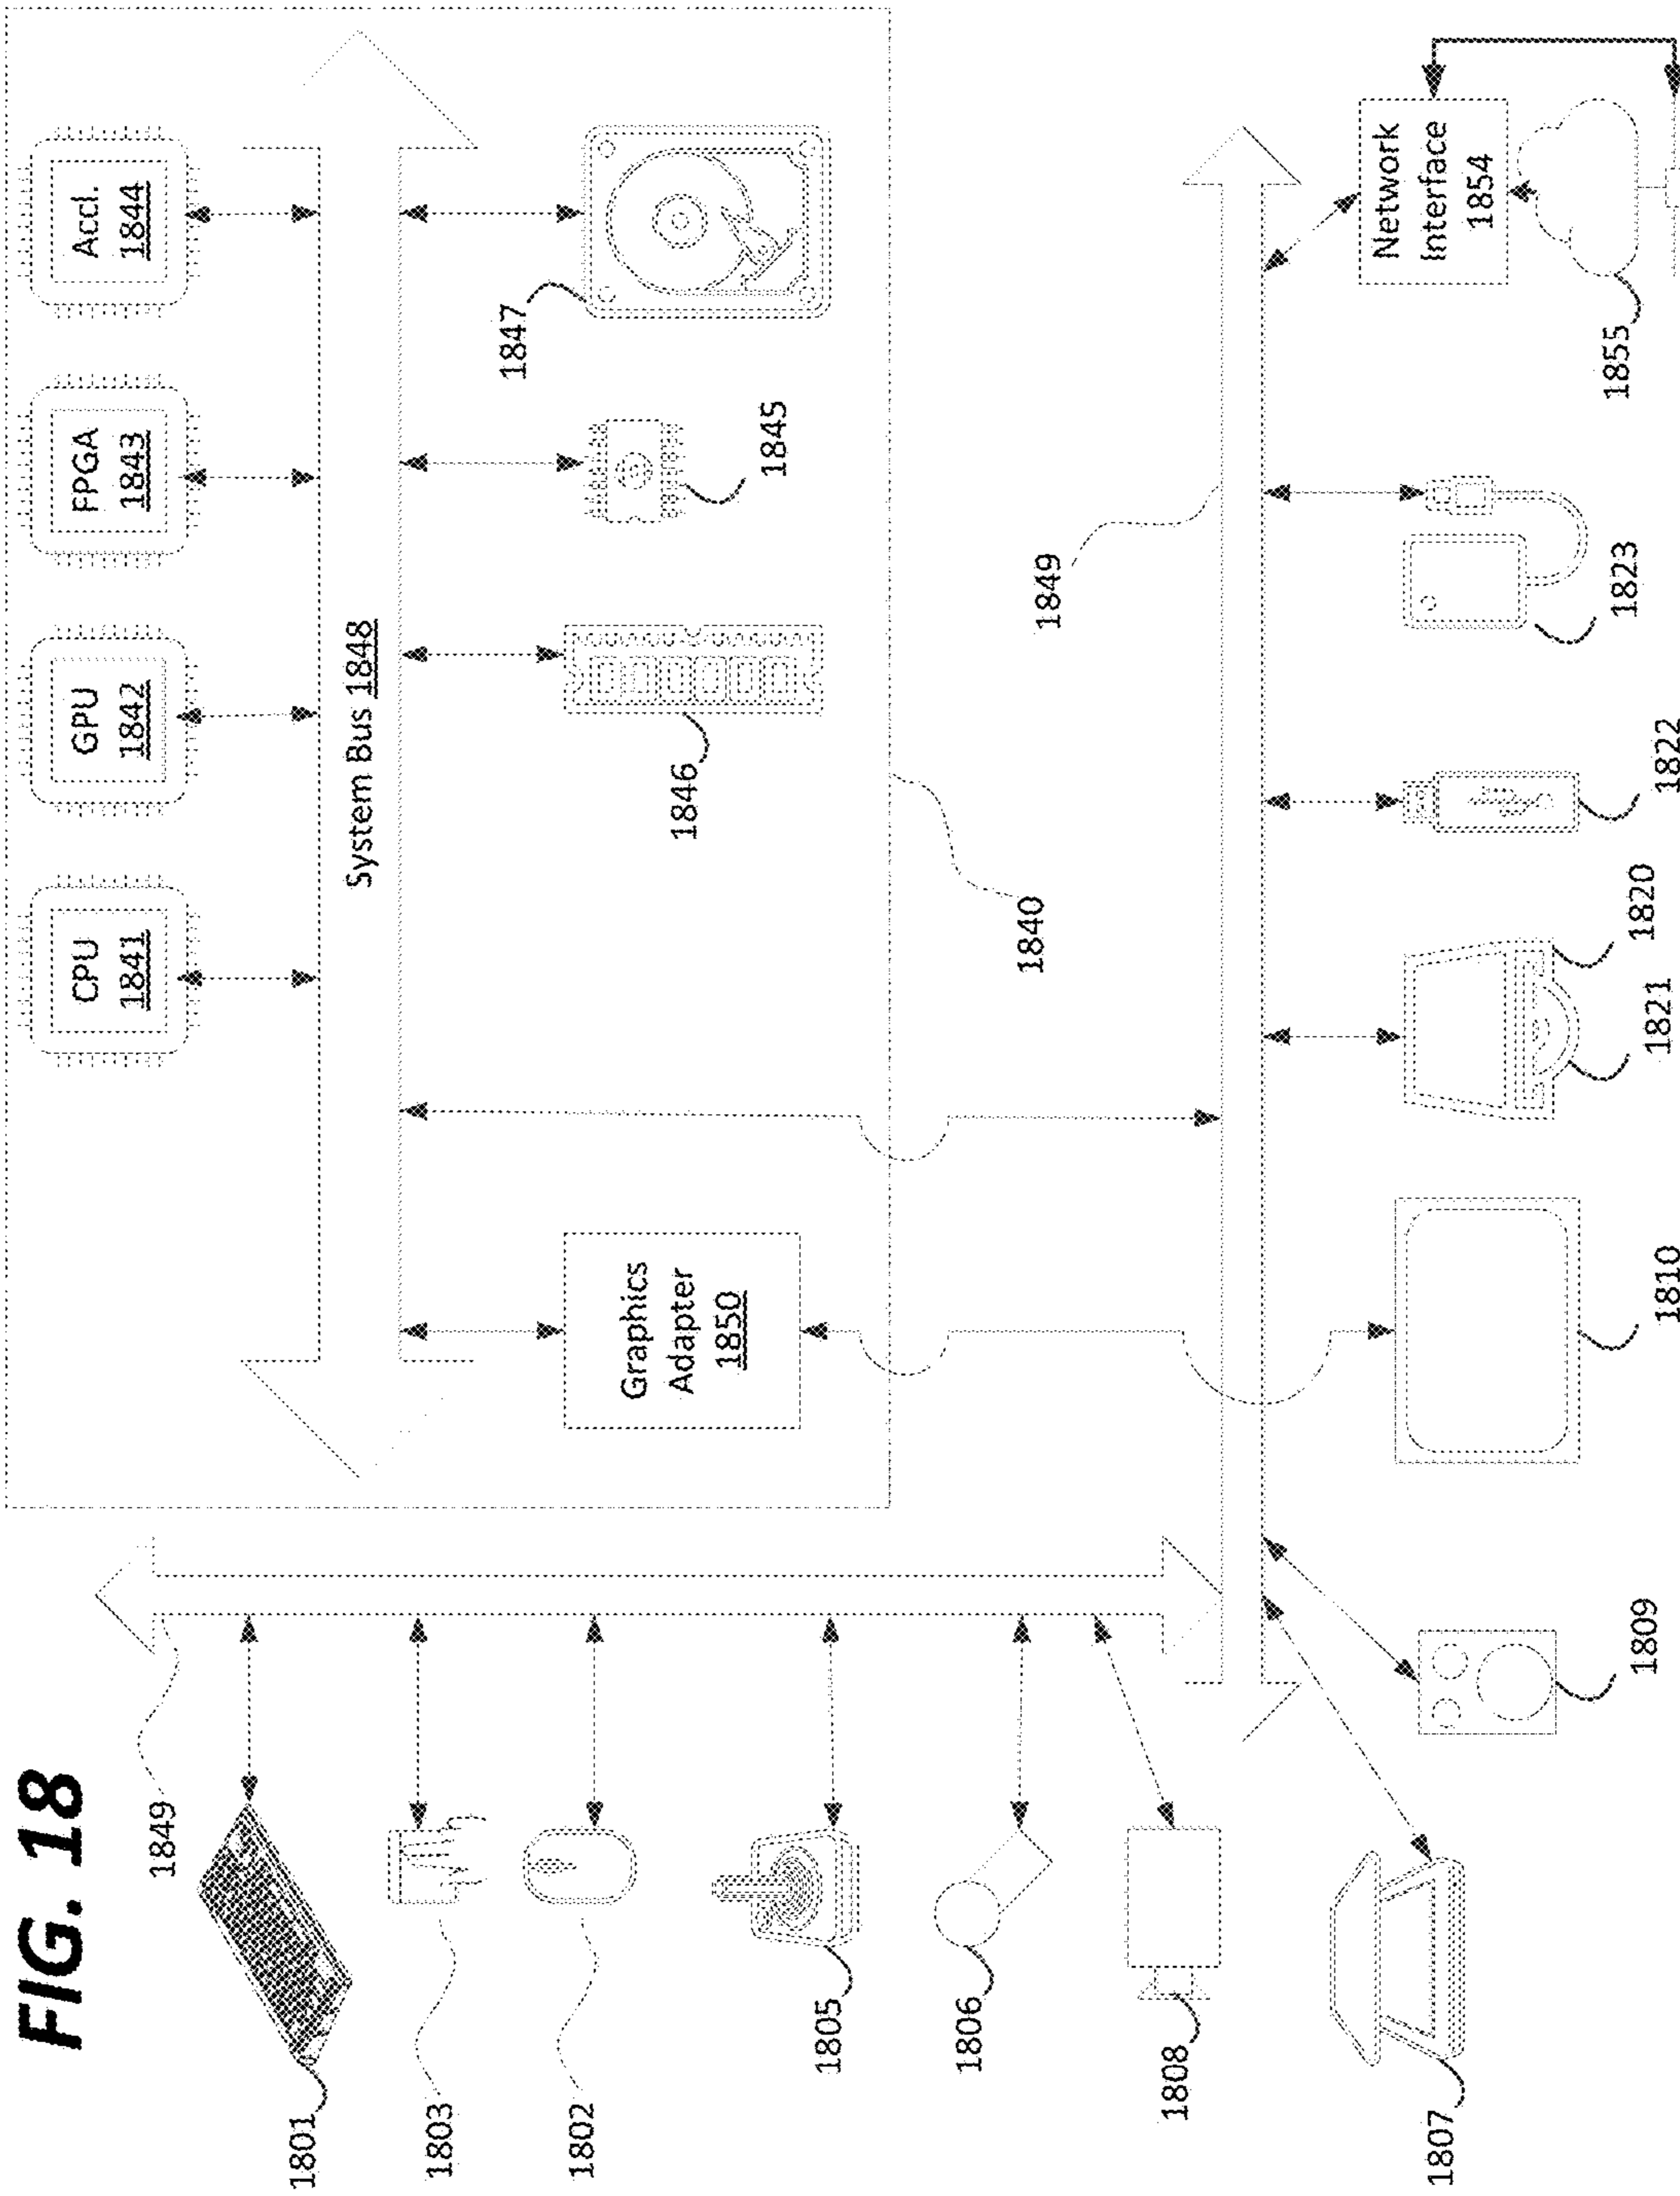 FIG. 18
1849
1801
1803
1802
1805
1806
1808
1807
1809
CPU
1841
GPU
1842
FPGA
1843
Accl.
1844
System Bus 1848
Graphics
Adapter
1850
1846
1845
1847
1840
1849
1810
1821
1820
1822
1823
Network
Interface
1854
1855